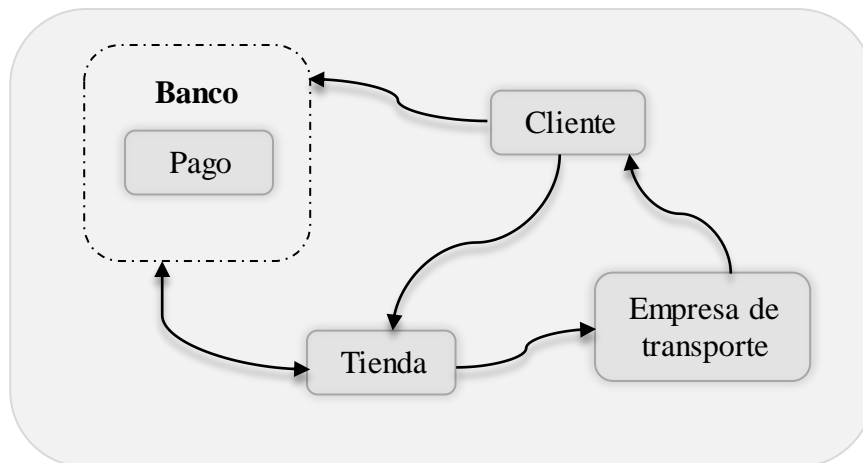 Banco
Pago
Cliente
Tienda
Empresa de
transporte